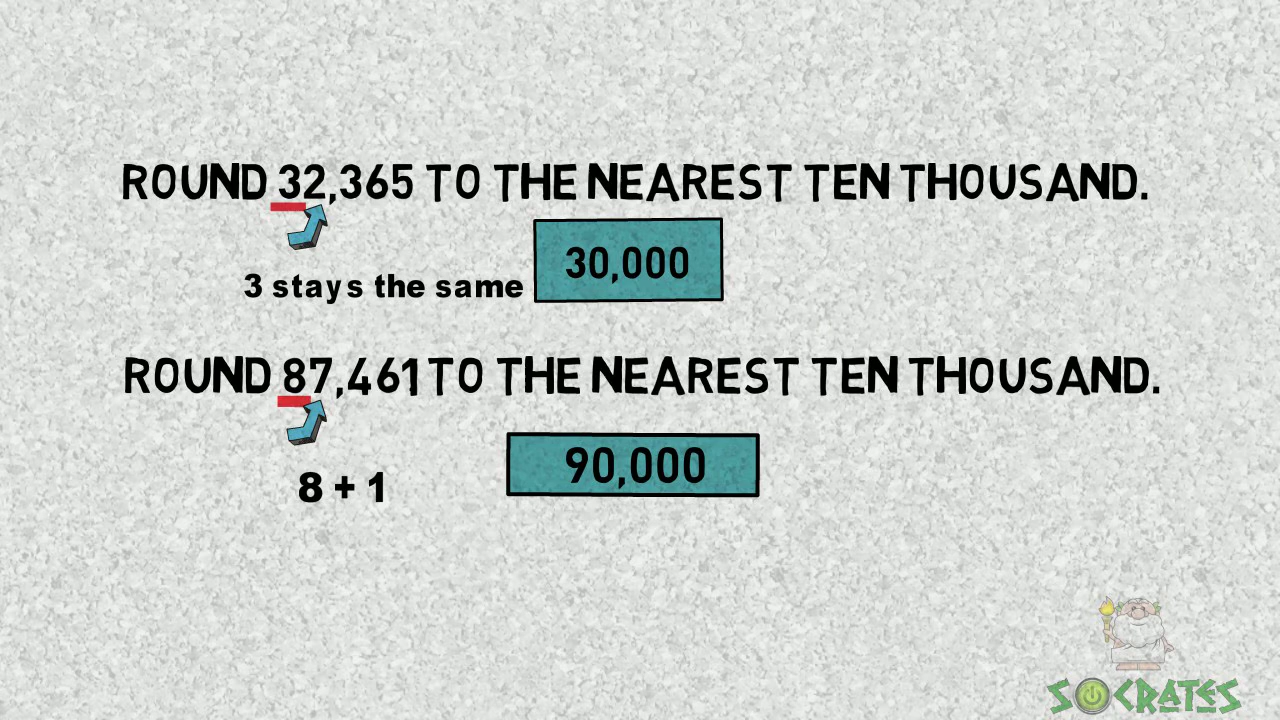 ROUND 32,365 TO THE NEAREST TEN THOUSAND.
3 stays the same
30,000
ROUND 87,461 TO THE NEAREST TEN THOUSAND.
8 + 1
90,000
SOCRATES